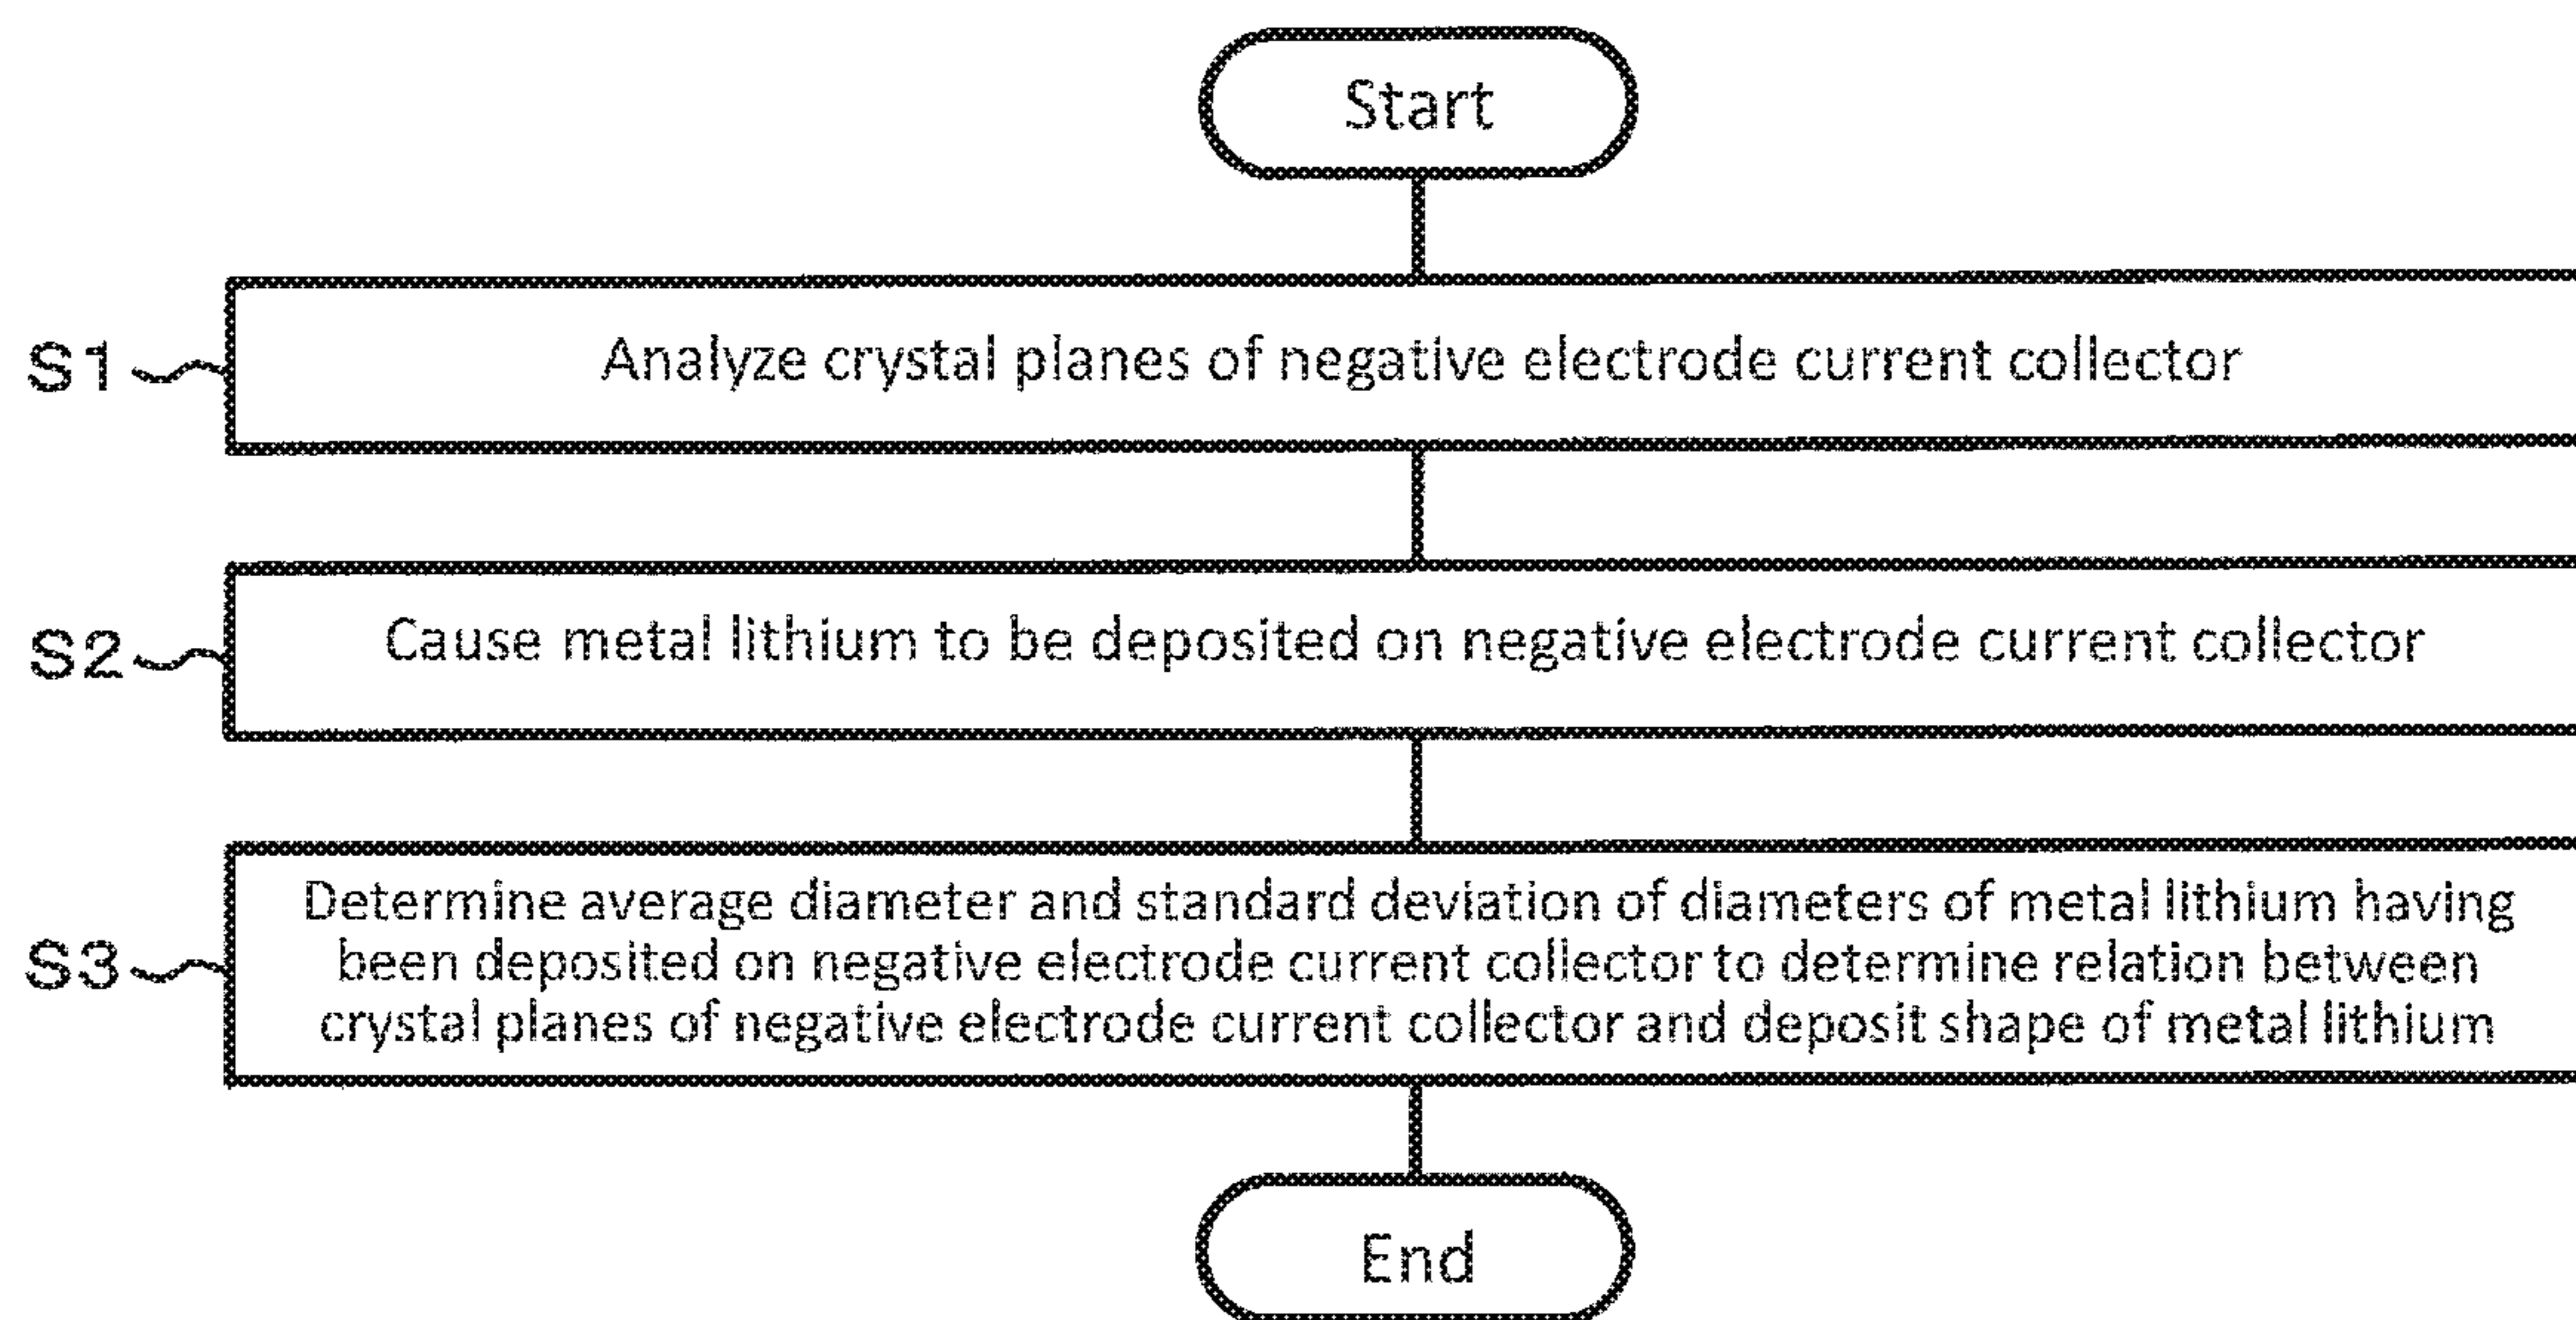 Start
S1
Analyze crystal planes of negative electrode current collector
S2
Cause metal lithium to be deposited on negative electrode current collector
S3
Determine average diameter and standard deviation of diameters of metal lithium having
been deposited on negative electrode current collector to determine relation between
crystal planes of negative electrode current collector and deposit shape of metal lithium
End